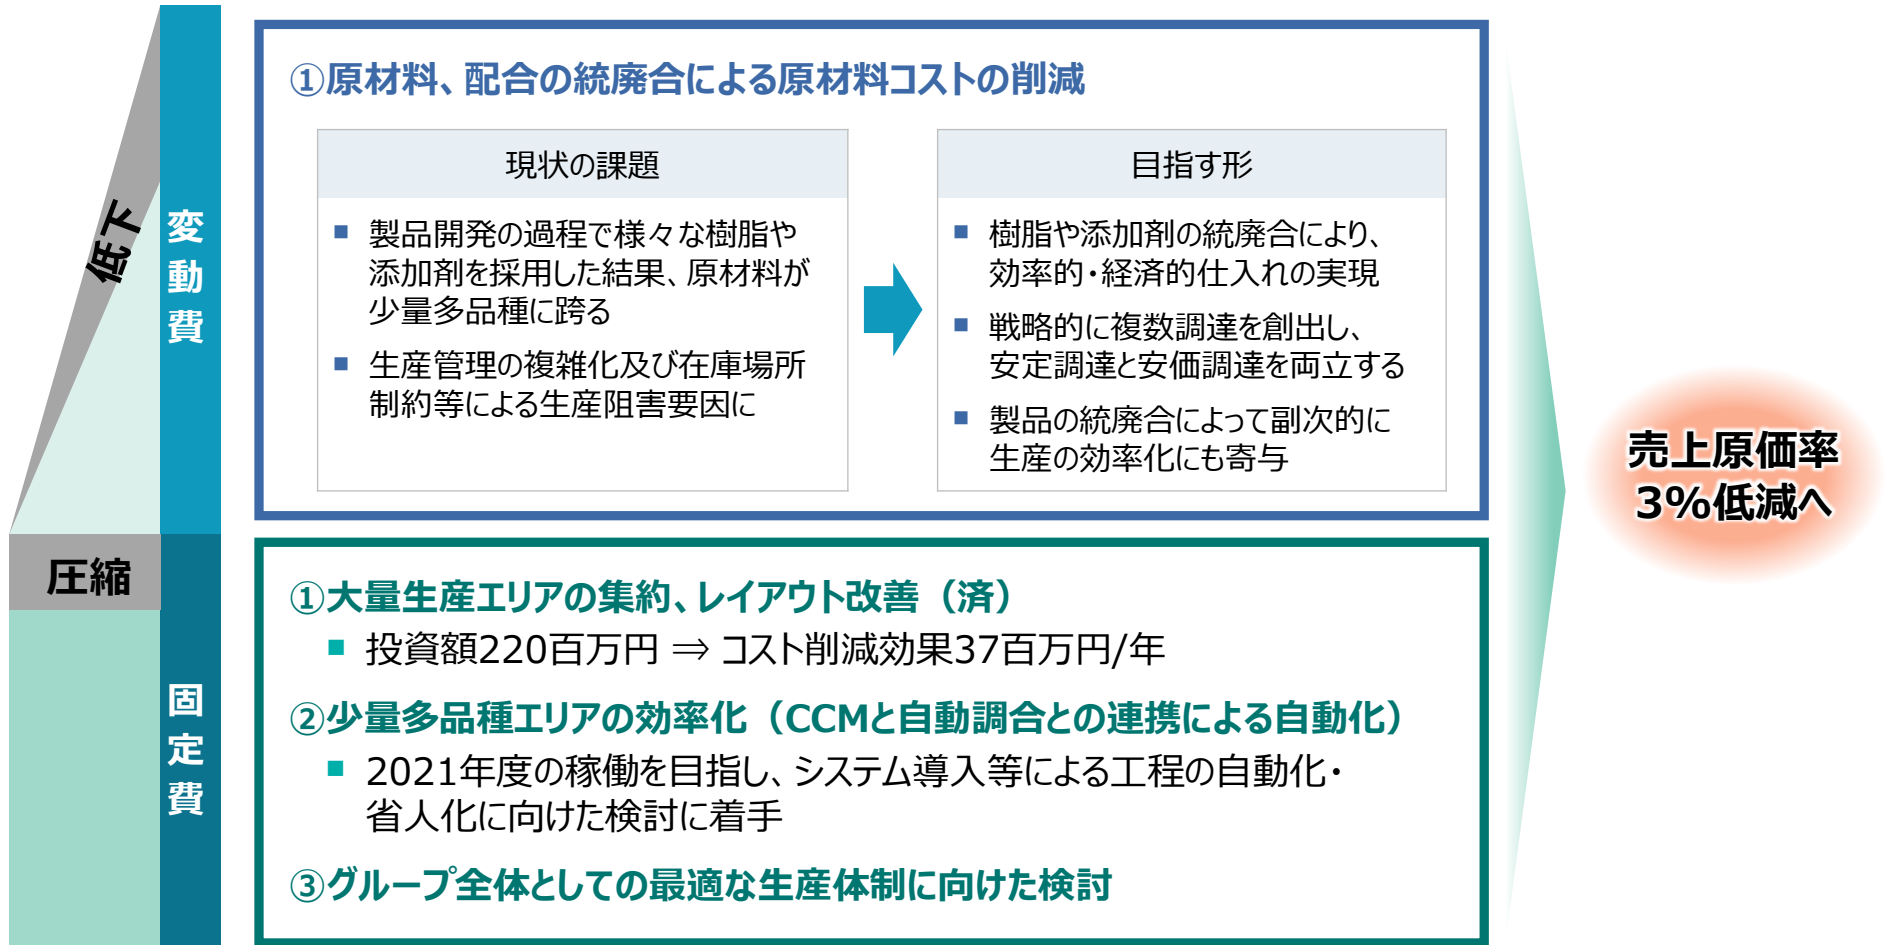 低下
変動費
①原材料、配合の統廃合による原材料コストの削減
現状の課題
■ 製品開発の過程で様々な樹脂や
添加剤を採用した結果、原材料が
少量多品種に跨る
■ 生産管理の複雑化及び在庫場所
制約等による生産阻害要因に
目指す形
■ 樹脂や添加剤の統廃合により、
効率的・経済的仕入れの実現
■ 戦略的に複数調達を創出し、
安定調達と安価調達を両立する
■ 製品の統廃合によって副次的に
生産の効率化にも寄与
圧縮
固定費
①大量生産エリアの集約、レイアウト改善（済）
■ 投資額220百万円 ⇒ コスト削減効果37百万円/年
②少量多品種エリアの効率化（CCMと自動調合との連携による自動化）
■ 2021年度の稼働を目指し、システム導入等による工程の自動化・
省人化に向けた検討に着手
③グループ全体としての最適な生産体制に向けた検討
売上原価率
3%低減へ